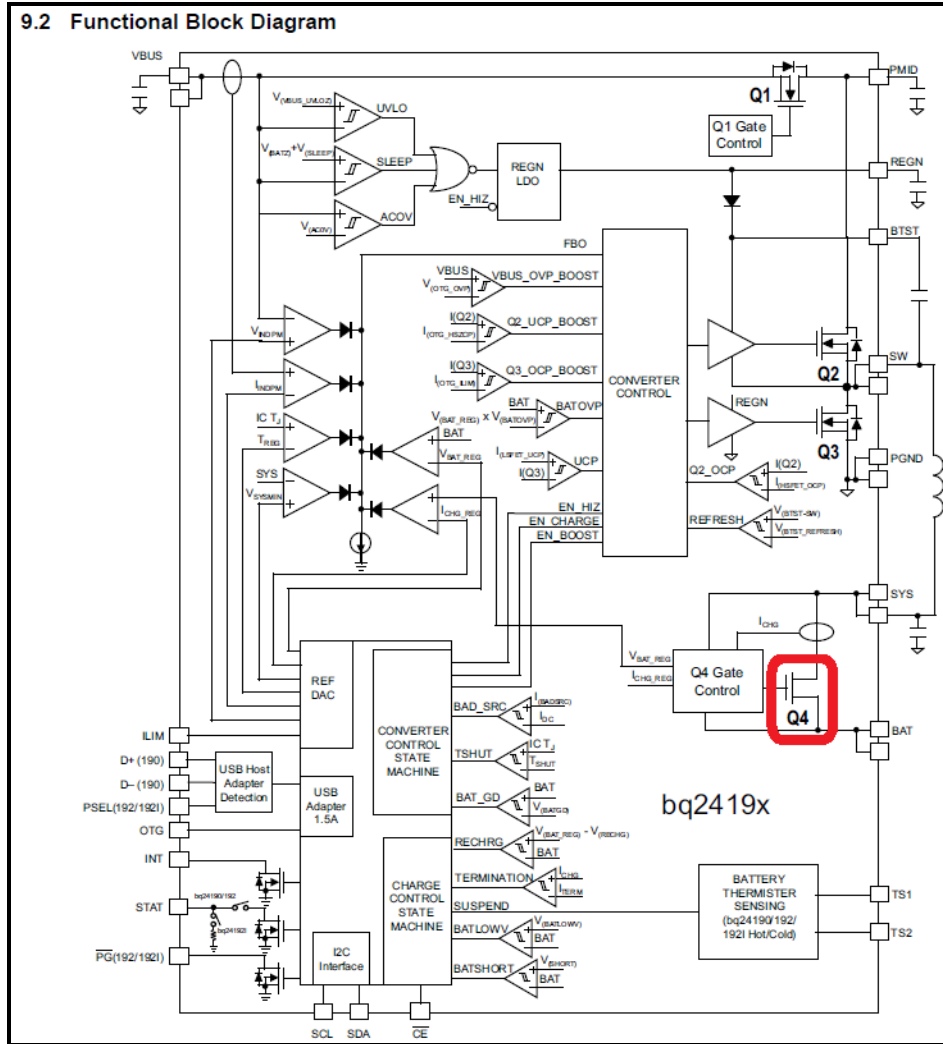 9.2 Functional Block Diagram
VBUS
PMID
Q1
Q1 Gate
Control
V(VBUS_UVLOZ)
UVLO
V(BATZ)+V(SLEEP)
SLEEP
REGN
LDO
REGN
EN_HIZ
ACOV
V(ACOV)
BTST
FBO
VBUS
V(OTG_OVP)
VBUS_OVP_BOOST
I(Q2)
I(OTG_HSZCP)
Q2_UCP_BOOST
VINDPM
I(Q3)
I(OTG_ILIM)
Q3_OCP_BOOST
CONVERTER
CONTROL
Q2
SW
IINDPM
BAT
V(BAT_REG) x V(BATOVP)
BATOVP
REGN
Q3
IC TJ
TREG
BAT
VBAT_REG
I(LSFET_UCP)
I(Q3)
UCP
PGND
Q2_OCP
I(Q2)
I(HSFET_OCP)
SYS
VSYSMIN
ICHG_REG
EN_HIZ
EN_CHARGE
EN_BOOST
REFRESH
V(BTST-SW)
V(BTST_REFRESH)
SYS
ICHG
VBAT_REG
ICHG_REG
Q4 Gate
Control
Q4
REF
DAC
BAD_SRC
I(BADSRC)
IDC
BAT
ILIM
CONVERTER
CONTROL
STATE
MACHINE
TSHUT
IC TJ
TSHUT
D+ (190)
D– (190)
PSEL(192/192I)
USB Host
Adapter
Detection
USB
Adapter
1.5A
BAT_GD
BAT
V(BATGD)
bq2419x
OTG
RECHRG
V(BAT_REG) - V(RECHG)
BAT
INT
TERMINATION
ICHG
ITERM
CHARGE
CONTROL
STATE
MACHINE
SUSPEND
BATTERY
THERMISTER
SENSING
(bq24190/192/
192I Hot/Cold)
TS1
TS2
STAT
bq24190/192
bq24192I
BATLOWV
V(BATLOWV)
BAT
PG(192/192I)
I2C
Interface
BATSHORT
V(SHORT)
BAT
SCL
SDA
CE